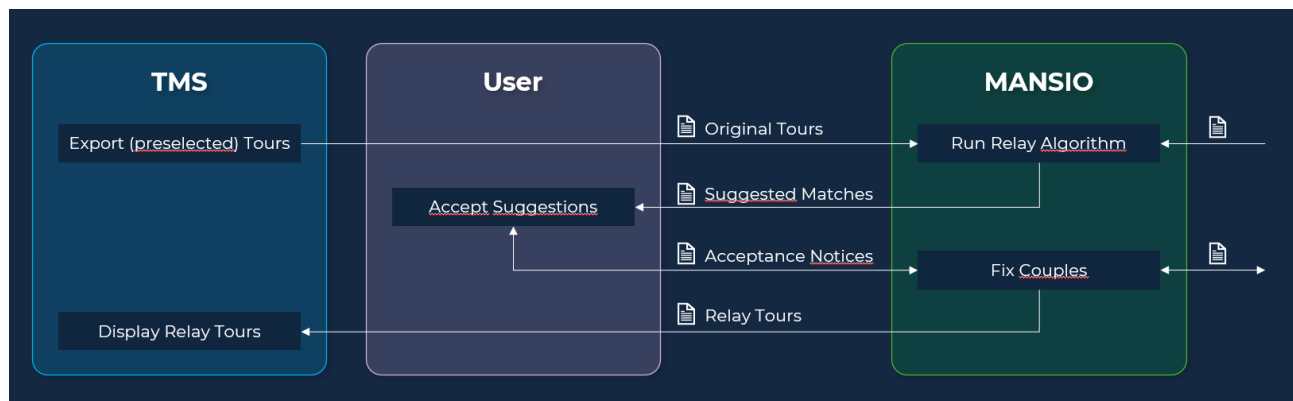 TMS
User
MANSIO
Export (preselected) Tours
Original Tours
Run Relay Algorithm
Accept Suggestions
Suggested Matches
Acceptance Notices
Fix Couples
Display Relay Tours
Relay Tours